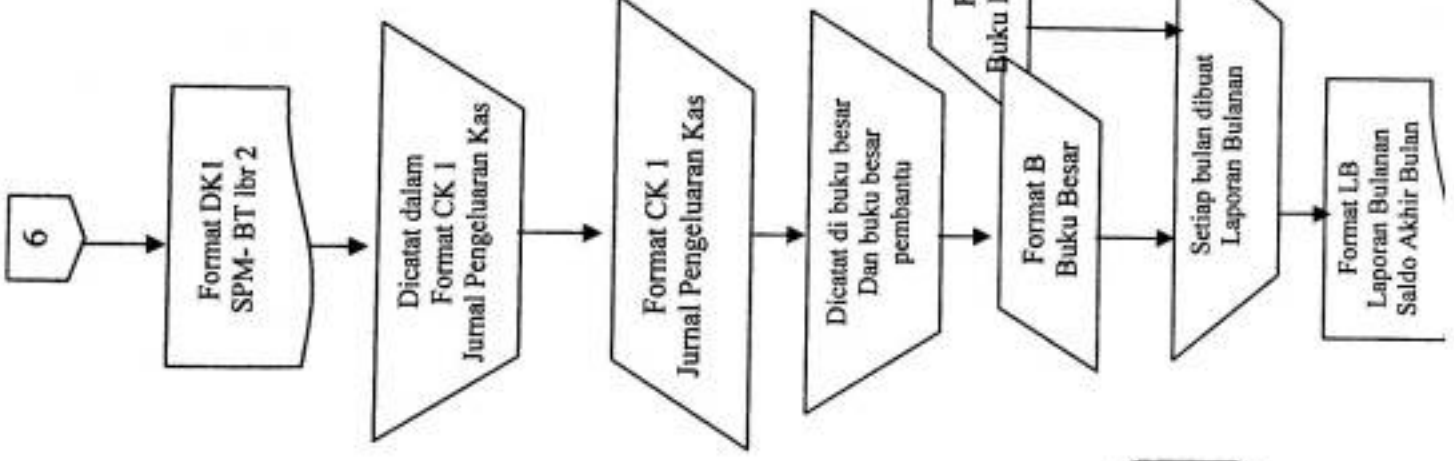 6
Format DK1
SPM- BT lbr 2
Dicatat dalam
Format CK 1
Jurnal Pengeluaran Kas
Format CK 1
Jurnal Pengeluaran Kas
Dicatat di buku besar
Dan buku besar
pembantu
Buku
Format B
Buku Besar
Setiap bulan dibuat
Laporan Bulanan
Format LB
Laporan Bulanan
Saldo Akhir Bulan